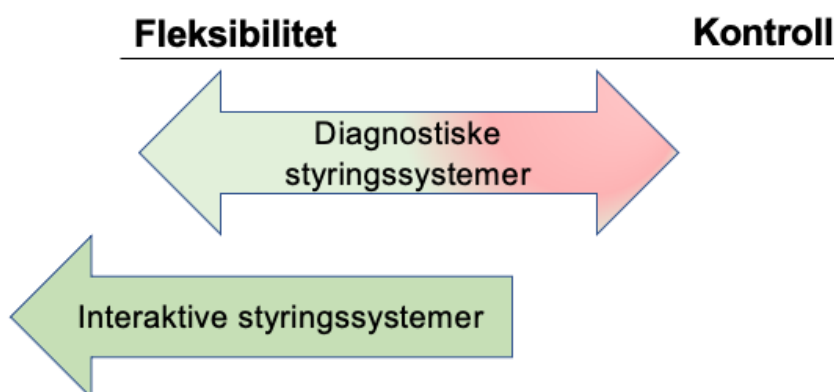 Fleksibilitet Kontroll
Diagnostiske
styringssystemer
Interaktive styringssystemer